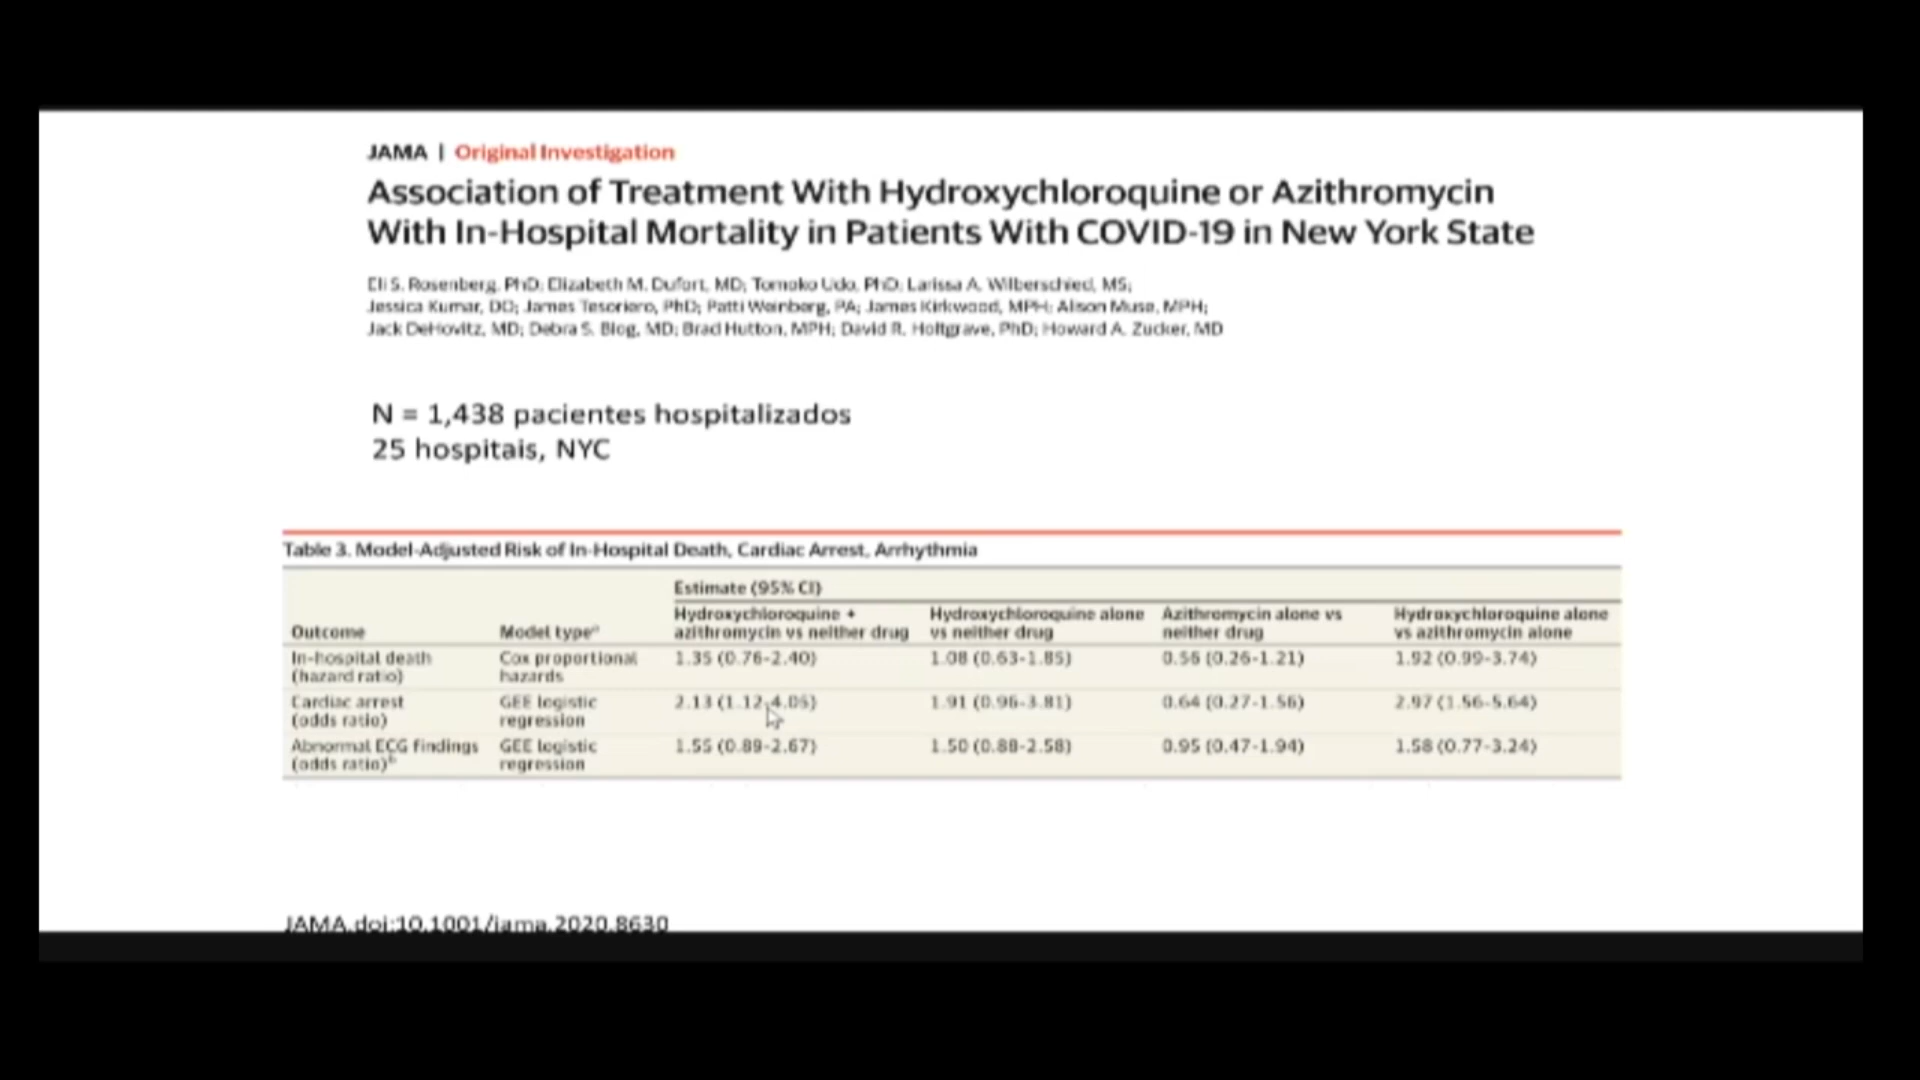 JAMA | Original Investigation
Association of Treatment With Hydroxychloroquine or Azithromycin
With In-Hospital Mortality in Patients With COVID-19 in New York State
Eli S. Rosenberg, PhD; Elizabeth M. Dufort, MD; Tomoko Udo, PhD; Larissa A. Wilberschied, MS;
Jessica Kumar, DO; James Tesoriero, PhD; Patti Weinberg, PA; James Kirkwood, MPH; Alison Muse, MPH;
Jack DeHovitz, MD; Debra S. Blog, MD; Brad Hutton, MPH; David R. Holtgrave, PhD; Howard A. Zucker, MD
N = 1,438 pacientes hospitalizados
25 hospitais, NYC
Table 3. Model-Adjusted Risk of In-Hospital Death, Cardiac Arrest, Arrhythmia
Estimate (95% CI)
Outcome Model typeᵃ Hydroxychloroquine + azithromycin vs neither drug Hydroxychloroquine alone vs neither drug Azithromycin alone vs neither drug Hydroxychloroquine alone vs azithromycin alone
In-hospital death (hazard ratio) Cox proportional hazards 1.35 (0.76-2.40) 1.08 (0.63-1.85) 0.56 (0.26-1.21) 1.92 (0.99-3.74)
Cardiac arrest (odds ratio) GEE logistic regression 2.13 (1.12-4.05) 1.91 (0.96-3.81) 0.64 (0.27-1.56) 2.97 (1.56-5.64)
Abnormal ECG findings (odds ratio)ᵇ GEE logistic regression 1.55 (0.89-2.67) 1.50 (0.88-2.58) 0.95 (0.47-1.94) 1.58 (0.77-3.24)
JAMA.doi:10.1001/jama.2020.8630